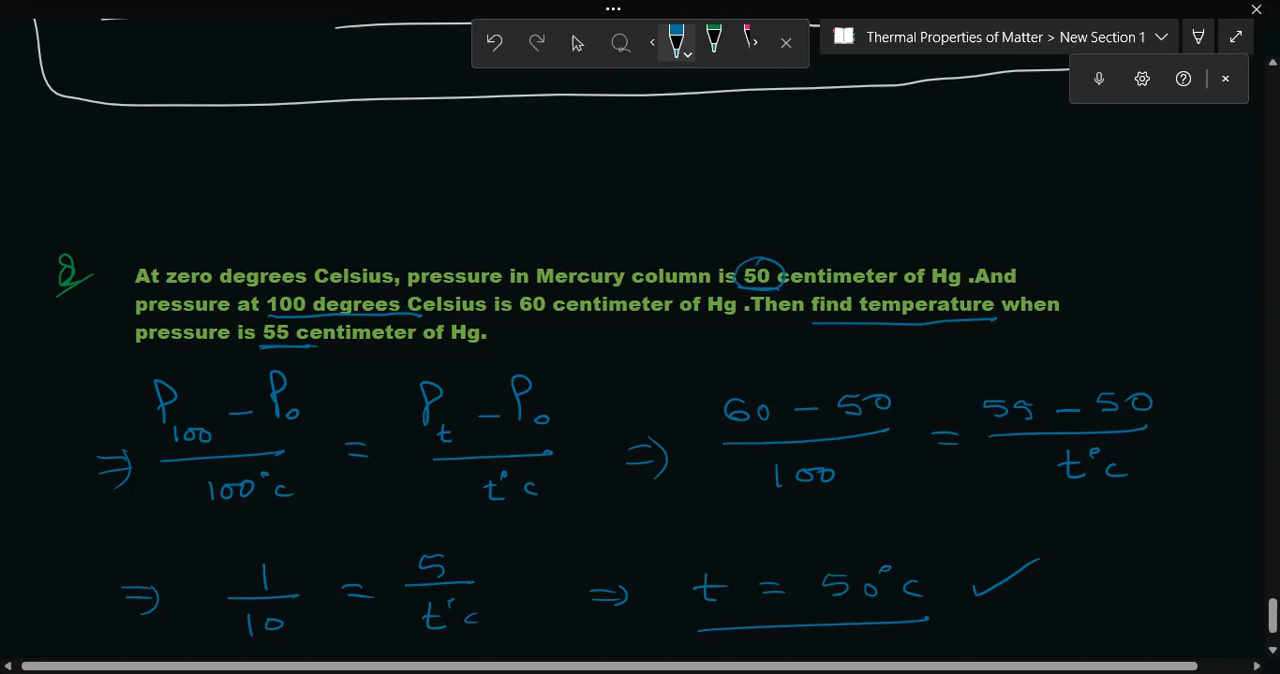 Thermal Properties of Matter > New Section 1
Q At zero degrees Celsius, pressure in Mercury column is 50 centimeter of Hg .And
pressure at 100 degrees Celsius is 60 centimeter of Hg .Then find temperature when
pressure is 55 centimeter of Hg.
⇒ (P₁₀₀ − P₀)/(100°c) = (Pₜ − P₀)/(t°c) ⇒ (60 − 50)/(100) = (55 − 50)/(t°c)
⇒ 1/10 = 5/(t°c) ⇒ t = 50°c ✓